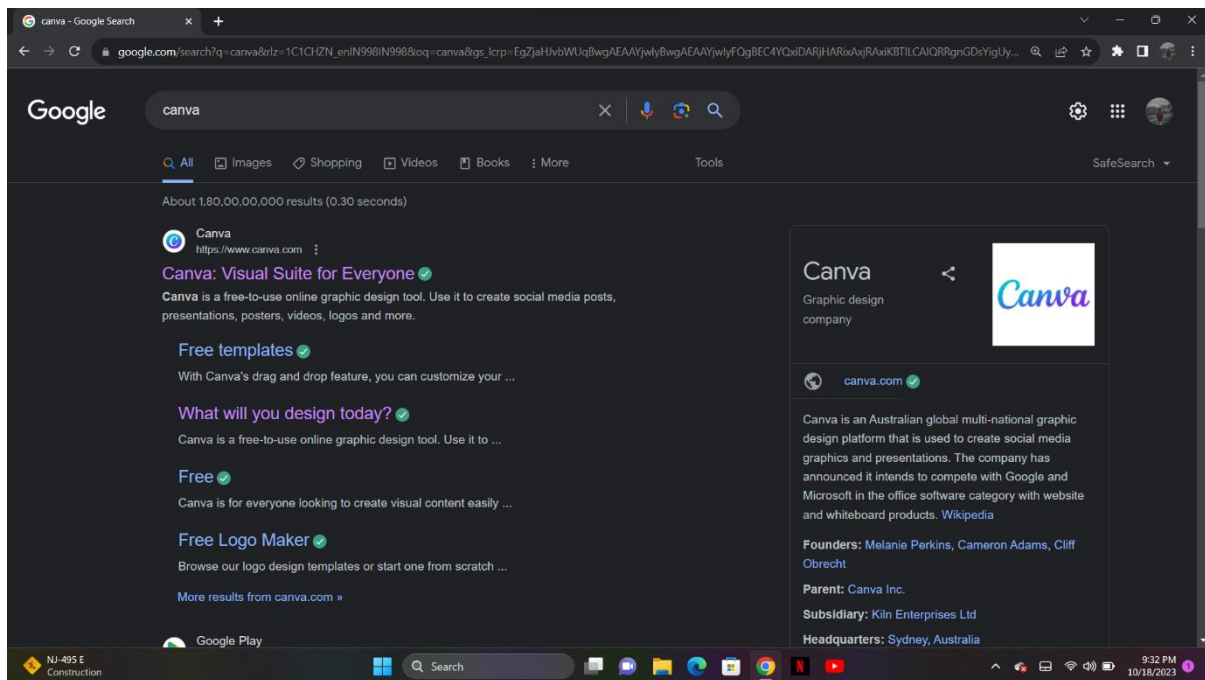 canva - Google Search
google.com/search?q=canva&rlz=1C1CHZN_enIN998IN998&oq=canva&gs_lcrp=EgZjaHJvbWUqBwgAEAAYjwIyBwgAEAAYjwIyFQgBEC4YQxiDARjHARixAxjRAxiKBTILCAIQRRgnGDsYigUy...
Google
canva
All Images Shopping Videos Books More Tools SafeSearch
About 1,80,00,00,000 results (0.30 seconds)
Canva
https://www.canva.com
Canva: Visual Suite for Everyone
Canva is a free-to-use online graphic design tool. Use it to create social media posts,
presentations, posters, videos, logos and more.
Free templates
With Canva's drag and drop feature, you can customize your ...
What will you design today?
Canva is a free-to-use online graphic design tool. Use it to ...
Free
Canva is for everyone looking to create visual content easily ...
Free Logo Maker
Browse our logo design templates or start one from scratch ...
More results from canva.com »
Google Play
Canva
Graphic design
company
Canva
canva.com
Canva is an Australian global multi-national graphic
design platform that is used to create social media
graphics and presentations. The company has
announced it intends to compete with Google and
Microsoft in the office software category with website
and whiteboard products. Wikipedia
Founders: Melanie Perkins, Cameron Adams, Cliff
Obrecht
Parent: Canva Inc.
Subsidiary: Kiln Enterprises Ltd
Headquarters: Sydney, Australia
NJ-495 E
Construction
Search
9:32 PM
10/18/2023
1